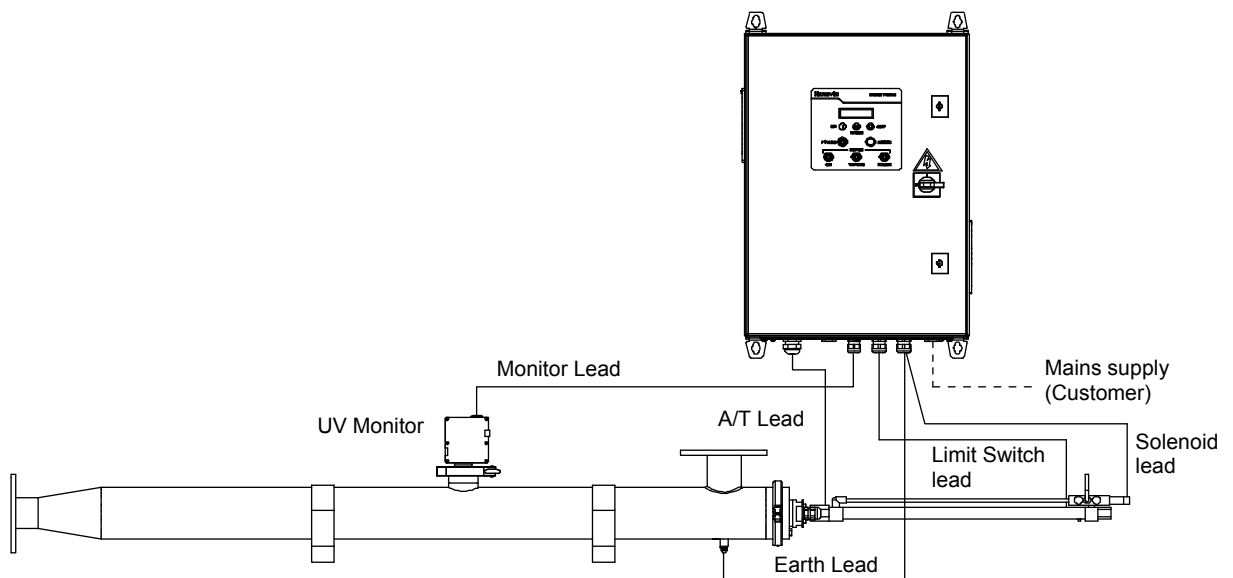 Monitor Lead
Mains supply
(Customer)
UV Monitor
A/T Lead
Limit Switch
lead
Solenoid
lead
Earth Lead